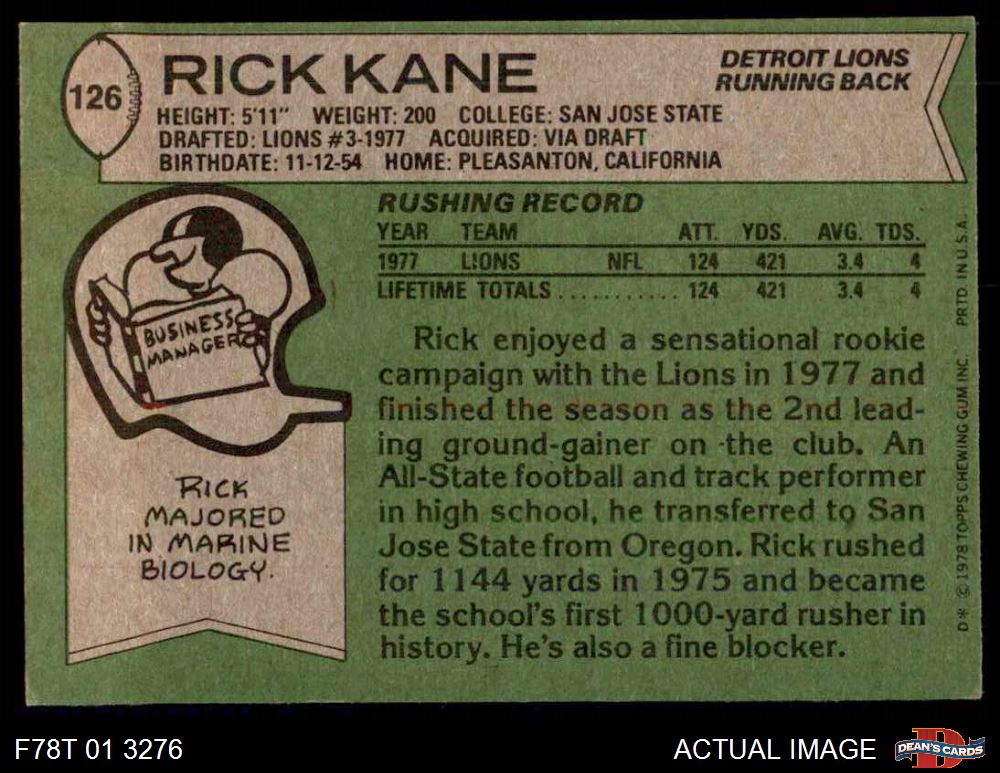 126
RICK KANE
DETROIT LIONS
RUNNING BACK
HEIGHT: 5'11" WEIGHT: 200 COLLEGE: SAN JOSE STATE
DRAFTED: LIONS #3-1977 ACQUIRED: VIA DRAFT
BIRTHDATE: 11-12-54 HOME: PLEASANTON, CALIFORNIA
BUSINESS
MANAGER
RICK
MAJORED
IN MARINE
BIOLOGY.
RUSHING RECORD
YEAR TEAM ATT. YDS. AVG. TDS.
1977 LIONS NFL 124 421 3.4 4
LIFETIME TOTALS ........... 124 421 3.4 4
Rick enjoyed a sensational rookie
campaign with the Lions in 1977 and
finished the season as the 2nd lead-
ing ground-gainer on the club. An
All-State football and track performer
in high school, he transferred to San
Jose State from Oregon. Rick rushed
for 1144 yards in 1975 and became
the school's first 1000-yard rusher in
history. He's also a fine blocker.
D* © 1978 TOPPS CHEWING GUM INC. PRTD IN U.S.A.
F78T 01 3276
ACTUAL IMAGE
D
DEAN'S CARDS